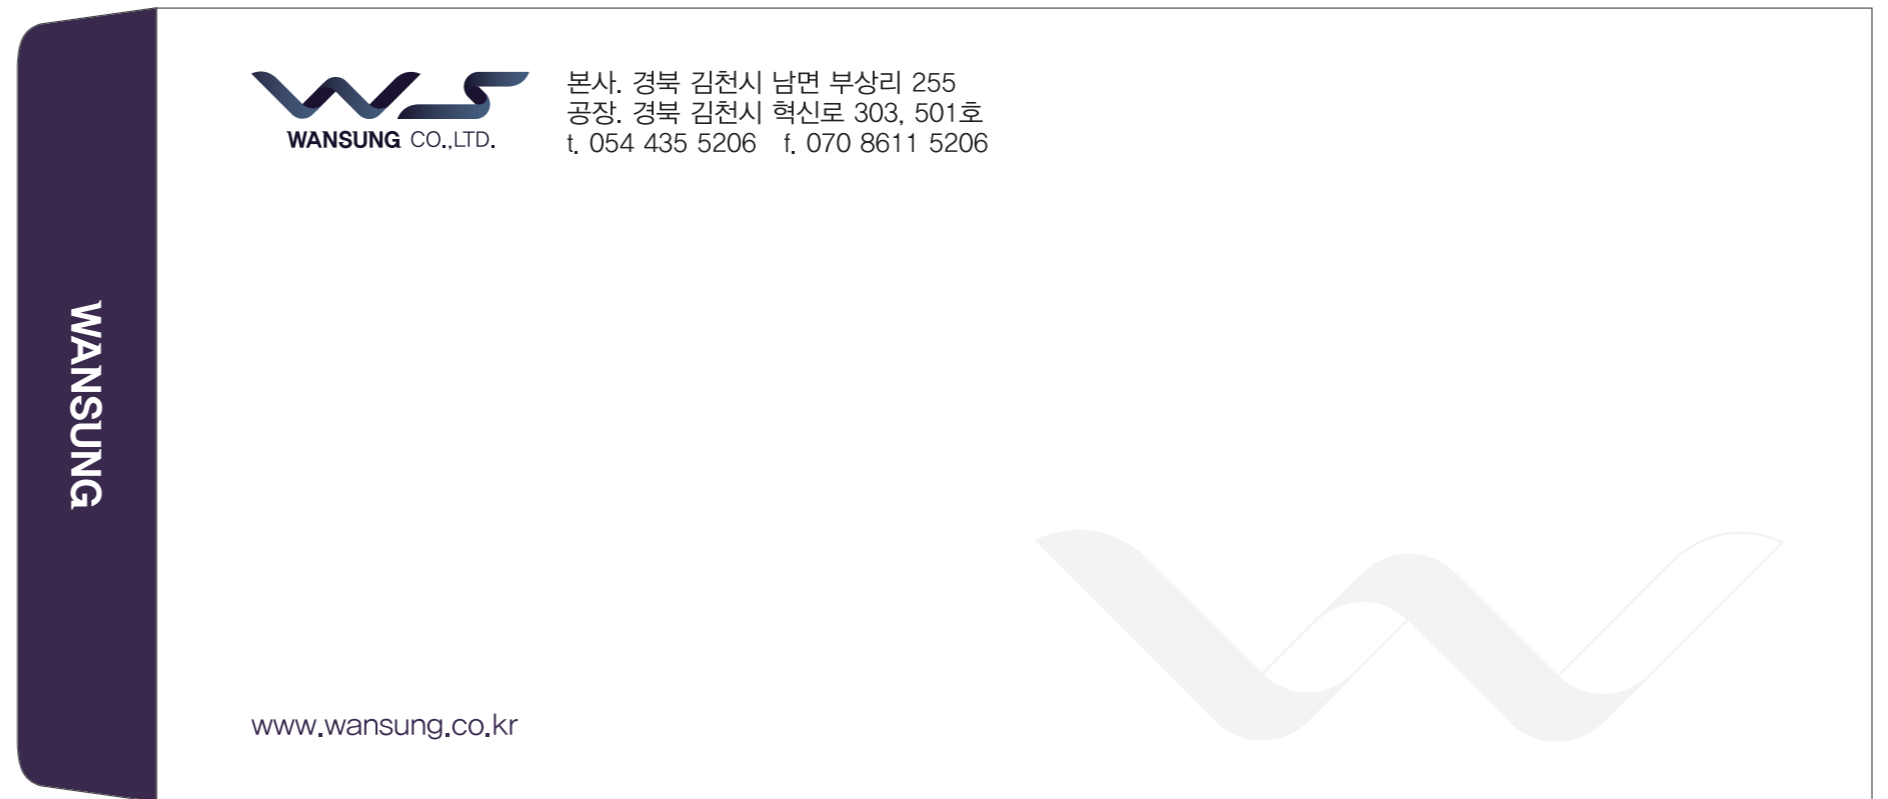 WANSUNG
WS
WANSUNG CO.,LTD.
본사. 경북 김천시 남면 부상리 255
공장. 경북 김천시 혁신로 303, 501호
t. 054 435 5206 f. 070 8611 5206
www.wansung.co.kr